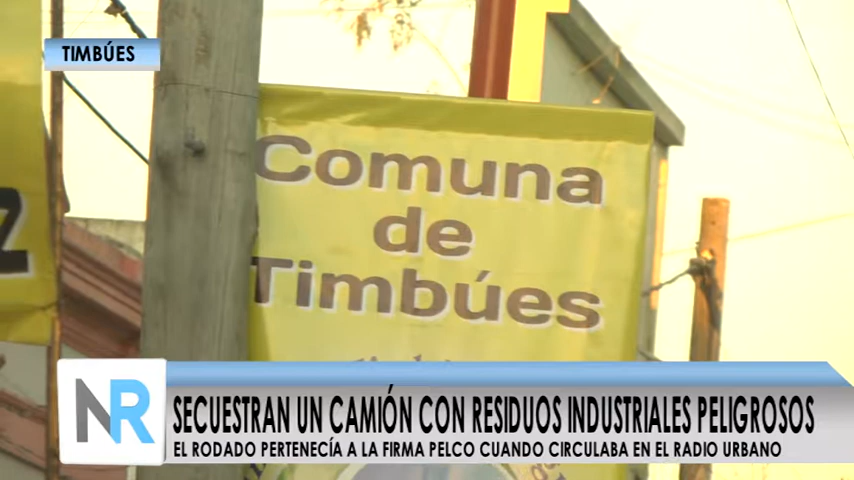 TIMBÚES
Comuna
de
Timbúes
NR
SECUESTRAN UN CAMIÓN CON RESIDUOS INDUSTRIALES PELIGROSOS
EL RODADO PERTENECÍA A LA FIRMA PELCO CUANDO CIRCULABA EN EL RADIO URBANO